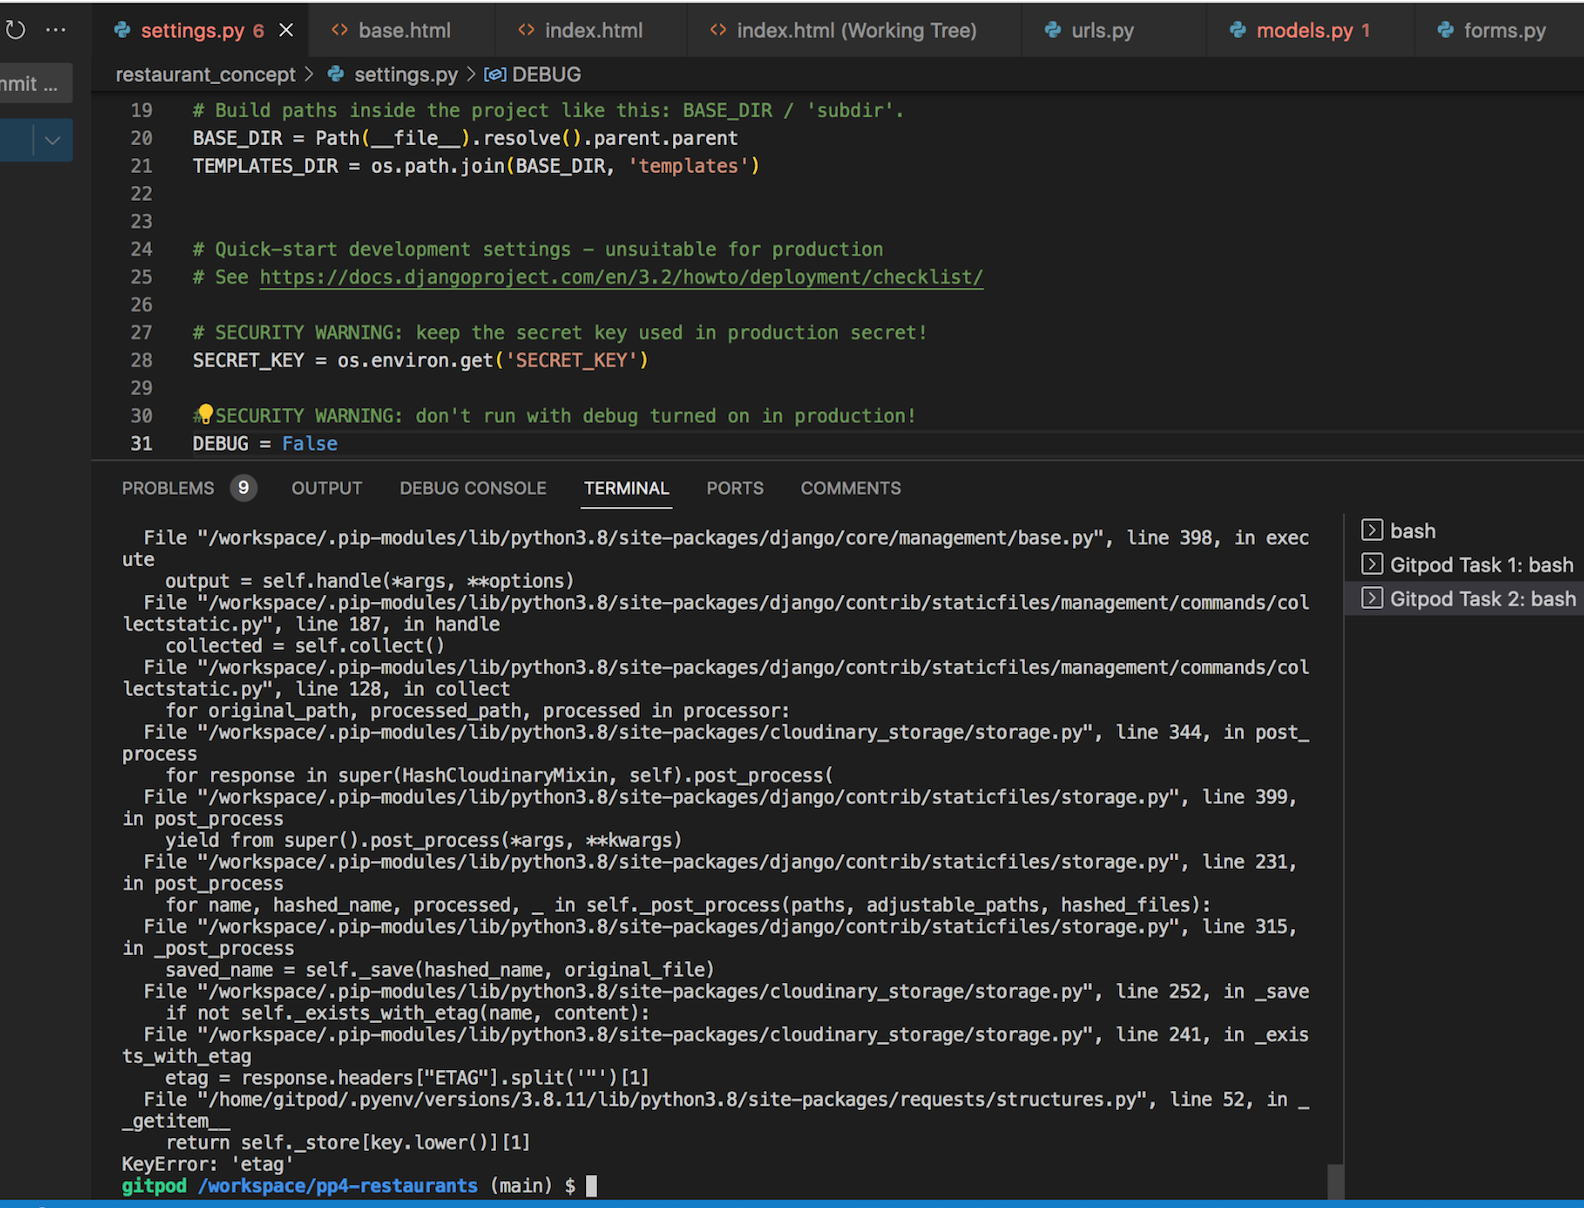 settings.py 6
base.html
index.html
index.html (Working Tree)
urls.py
models.py 1
forms.py
mmit ...
restaurant_concept > settings.py > DEBUG
19 # Build paths inside the project like this: BASE_DIR / 'subdir'.
20 BASE_DIR = Path(__file__).resolve().parent.parent
21 TEMPLATES_DIR = os.path.join(BASE_DIR, 'templates')
22
23
24 # Quick-start development settings - unsuitable for production
25 # See https://docs.djangoproject.com/en/3.2/howto/deployment/checklist/
26
27 # SECURITY WARNING: keep the secret key used in production secret!
28 SECRET_KEY = os.environ.get('SECRET_KEY')
29
30 # SECURITY WARNING: don't run with debug turned on in production!
31 DEBUG = False
PROBLEMS 9 OUTPUT DEBUG CONSOLE TERMINAL PORTS COMMENTS
File "/workspace/.pip-modules/lib/python3.8/site-packages/django/core/management/base.py", line 398, in exec
ute
output = self.handle(*args, **options)
File "/workspace/.pip-modules/lib/python3.8/site-packages/django/contrib/staticfiles/management/commands/col
lectstatic.py", line 187, in handle
collected = self.collect()
File "/workspace/.pip-modules/lib/python3.8/site-packages/django/contrib/staticfiles/management/commands/col
lectstatic.py", line 128, in collect
for original_path, processed_path, processed in processor:
File "/workspace/.pip-modules/lib/python3.8/site-packages/cloudinary_storage/storage.py", line 344, in post_
process
for response in super(HashCloudinaryMixin, self).post_process(
File "/workspace/.pip-modules/lib/python3.8/site-packages/django/contrib/staticfiles/storage.py", line 399,
in post_process
yield from super().post_process(*args, **kwargs)
File "/workspace/.pip-modules/lib/python3.8/site-packages/django/contrib/staticfiles/storage.py", line 231,
in post_process
for name, hashed_name, processed, _ in self._post_process(paths, adjustable_paths, hashed_files):
File "/workspace/.pip-modules/lib/python3.8/site-packages/django/contrib/staticfiles/storage.py", line 315,
in _post_process
saved_name = self._save(hashed_name, original_file)
File "/workspace/.pip-modules/lib/python3.8/site-packages/cloudinary_storage/storage.py", line 252, in _save
if not self._exists_with_etag(name, content):
File "/workspace/.pip-modules/lib/python3.8/site-packages/cloudinary_storage/storage.py", line 241, in _exis
ts_with_etag
etag = response.headers["ETAG"].split('"')[1]
File "/home/gitpod/.pyenv/versions/3.8.11/lib/python3.8/site-packages/requests/structures.py", line 52, in _
_getitem__
return self._store[key.lower()][1]
KeyError: 'etag'
gitpod /workspace/pp4-restaurants (main) $
bash
Gitpod Task 1: bash
Gitpod Task 2: bash